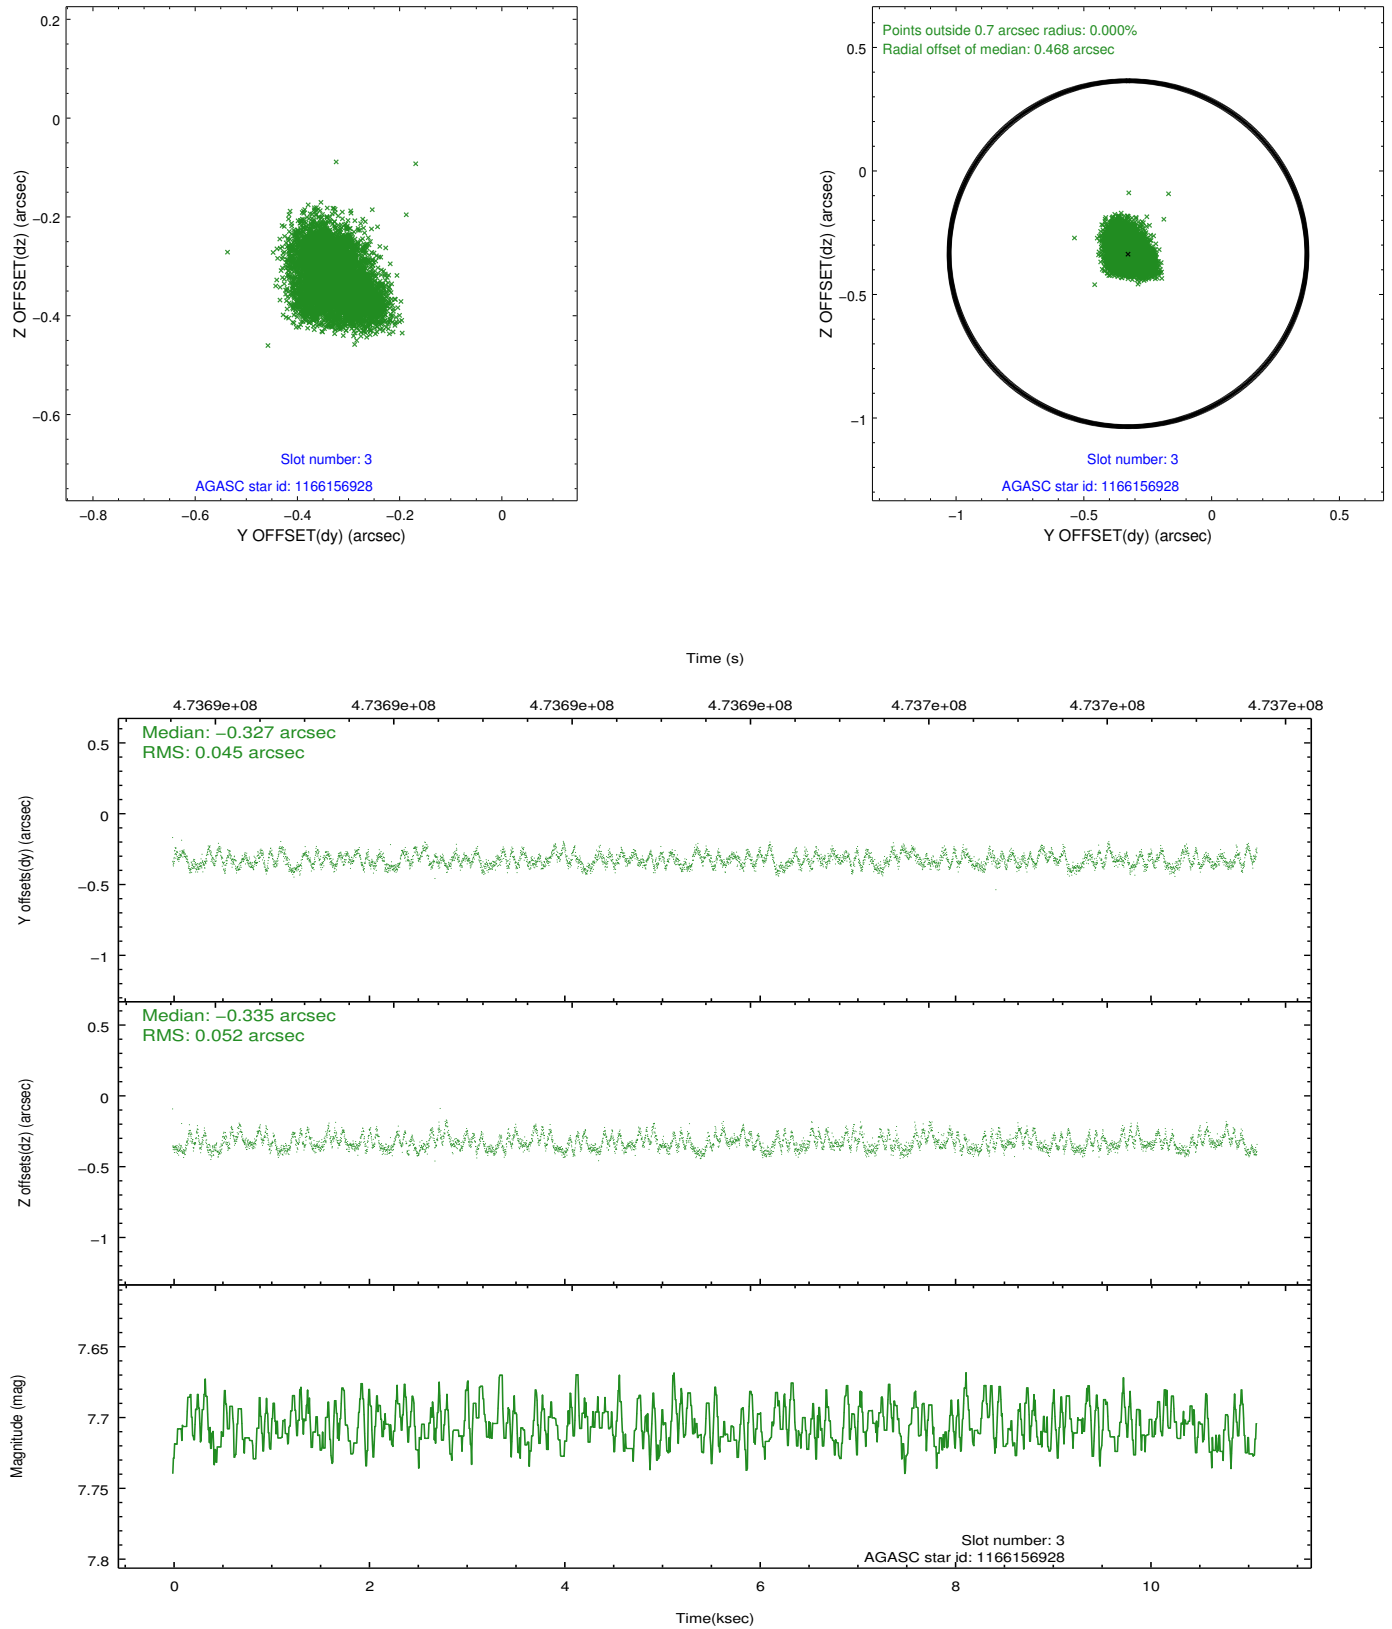 0.2
0
−0.2
−0.4
−0.6
Z OFFSET(dz) (arcsec)
Slot number: 3
AGASC star id: 1166156928
−0.8
−0.6
−0.4
−0.2
0
Y OFFSET(dy) (arcsec)
Points outside 0.7 arcsec radius: 0.000%
Radial offset of median: 0.468 arcsec
0.5
0
−0.5
−1
Z OFFSET(dz) (arcsec)
Slot number: 3
AGASC star id: 1166156928
−1
−0.5
0
0.5
Y OFFSET(dy) (arcsec)
Time (s)
4.7369e+08
4.7369e+08
4.7369e+08
4.7369e+08
4.737e+08
4.737e+08
4.737e+08
Median: −0.327 arcsec
RMS: 0.045 arcsec
0.5
0
−0.5
−1
Y offsets(dy) (arcsec)
Median: −0.335 arcsec
RMS: 0.052 arcsec
0.5
0
−0.5
−1
Z offsets(dz) (arcsec)
7.65
7.7
7.75
7.8
Magnitude (mag)
Slot number: 3
AGASC star id: 1166156928
0
2
4
6
8
10
Time(ksec)